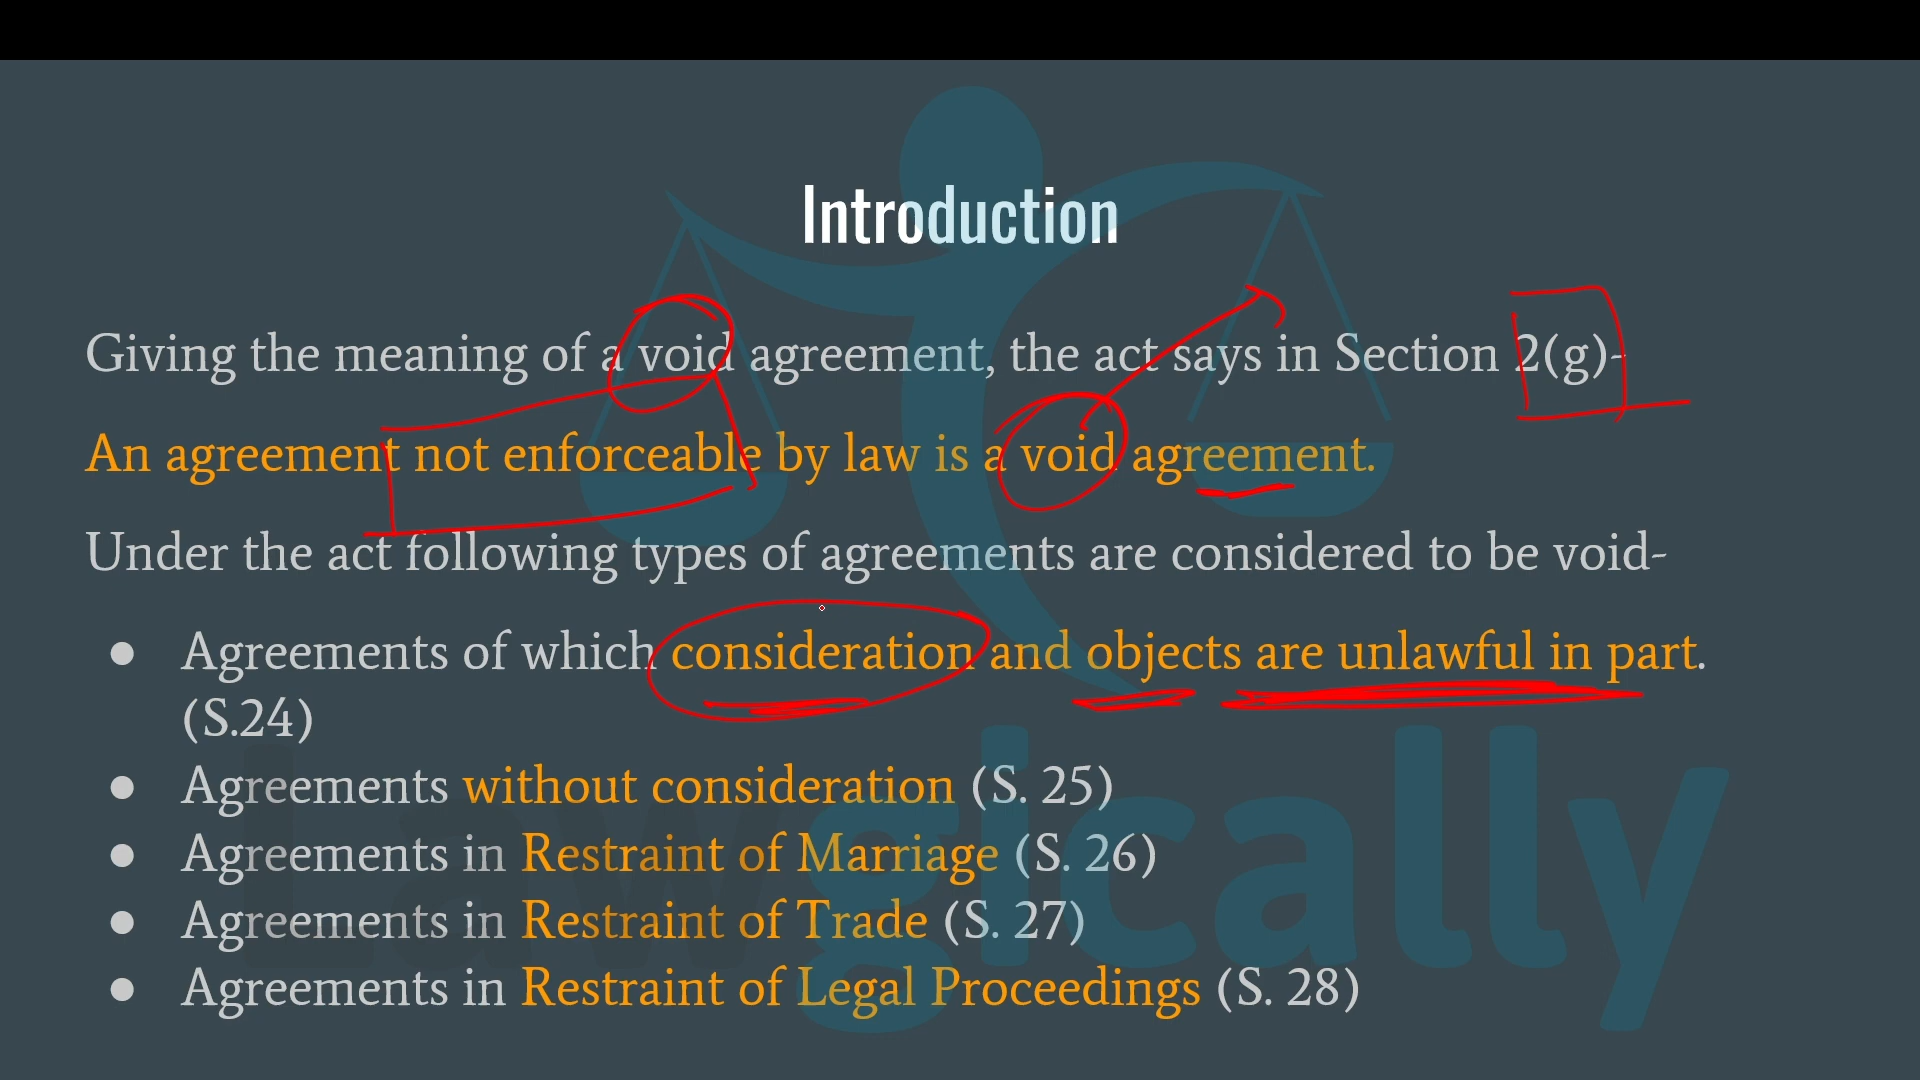 Introduction
Giving the meaning of a void agreement, the act says in Section 2(g)-
An agreement not enforceable by law is a void agreement.
Under the act following types of agreements are considered to be void-
● Agreements of which consideration and objects are unlawful in part.
(S.24)
● Agreements without consideration (S. 25)
● Agreements in Restraint of Marriage (S. 26)
● Agreements in Restraint of Trade (S. 27)
● Agreements in Restraint of Legal Proceedings (S. 28)
Lawgically